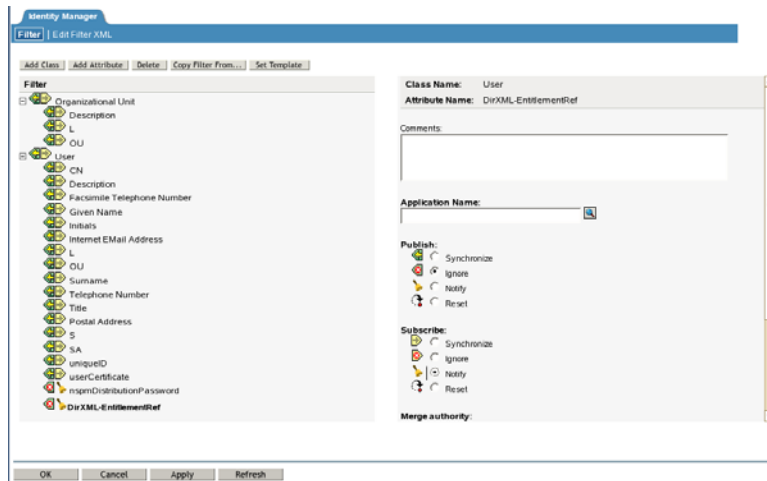 Identity Manager
Filter | Edit Filter XML
Add Class Add Attribute Delete Copy Filter From... Set Template
Filter
Organizational Unit
Description
L
OU
User
CN
Description
Facsimile Telephone Number
Given Name
Initials
Internet EMail Address
L
OU
Surname
Telephone Number
Title
Postal Address
S
SA
uniqueID
userCertificate
nspmDistributionPassword
DirXML-EntitlementRef
Class Name: User
Attribute Name: DirXML-EntitlementRef
Comments:
Application Name:
Publish:
Synchronize
Ignore
Notify
Reset
Subscribe:
Synchronize
Ignore
Notify
Reset
Merge authority:
OK Cancel Apply Refresh